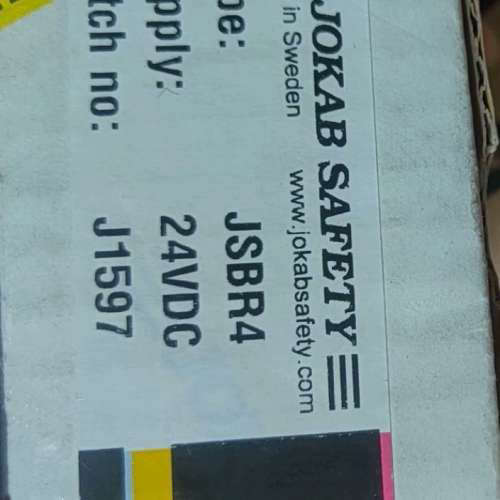 JOKAB SAFETY
in Sweden www.jokabsafety.com
pe: JSBR4
pply: 24VDC
tch no: J1597